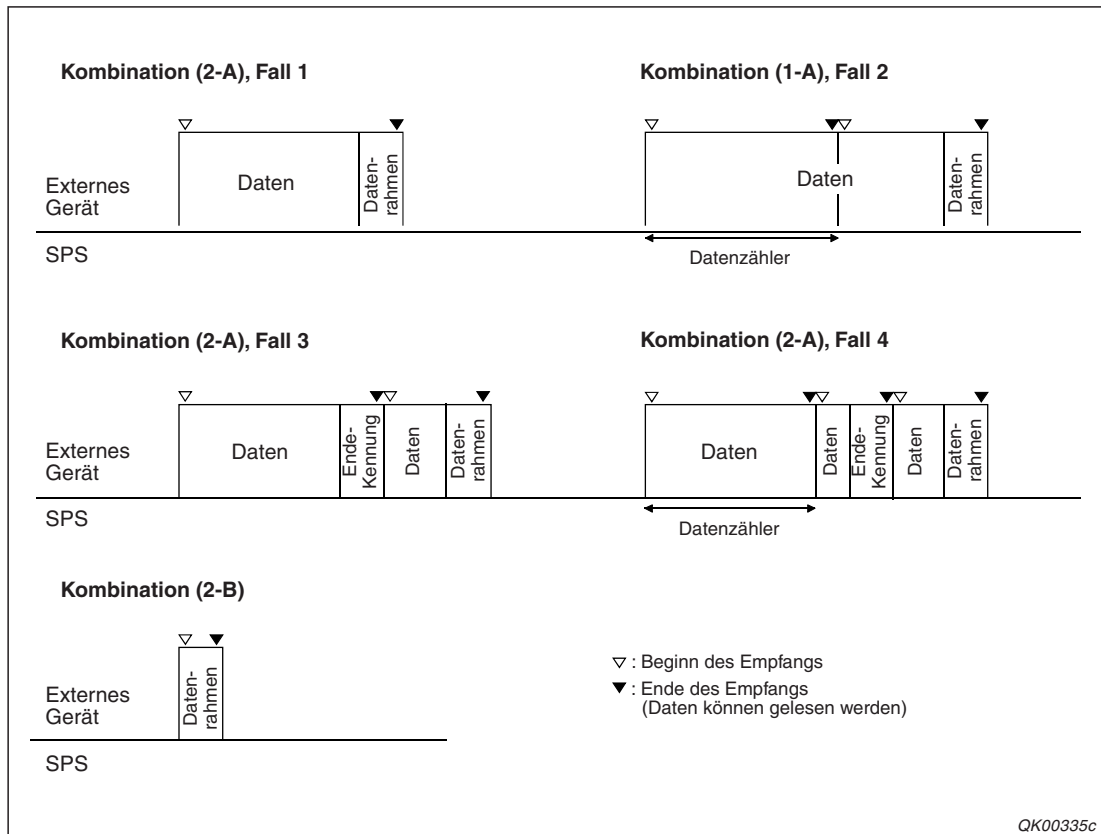 Kombination (2-A), Fall 1
Daten
Daten-
rahmen
Externes
Gerät
SPS
Kombination (1-A), Fall 2
Daten
Daten-
rahmen
Datenzähler
Kombination (2-A), Fall 3
Daten
Ende-
Kennung
Daten
Daten-
rahmen
Externes
Gerät
SPS
Kombination (2-A), Fall 4
Daten
Daten
Ende-
Kennung
Daten
Daten-
rahmen
Datenzähler
Kombination (2-B)
Daten-
rahmen
Externes
Gerät
SPS
▽ : Beginn des Empfangs
▼ : Ende des Empfangs
(Daten können gelesen werden)
QK00335c